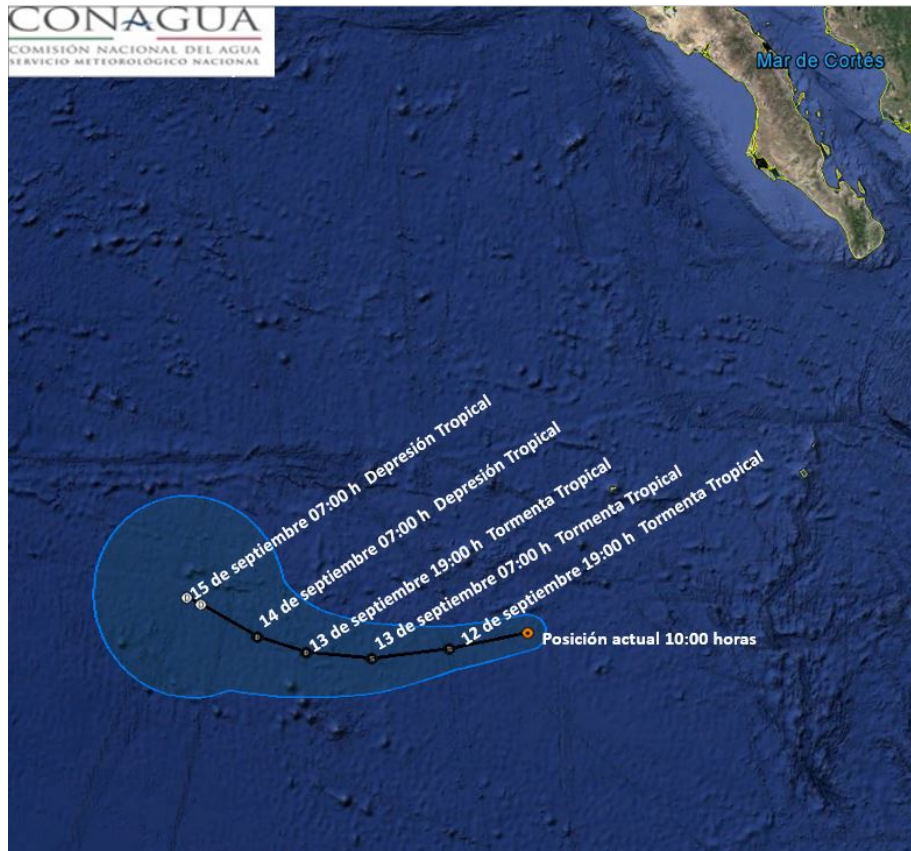 CONAGUA
COMISIÓN NACIONAL DEL AGUA
SERVICIO METEOROLÓGICO NACIONAL
Mar de Cortés
15 de septiembre 07:00 h Depresión Tropical
14 de septiembre 07:00 h Depresión Tropical
13 de septiembre 19:00 h Tormenta Tropical
13 de septiembre 07:00 h Tormenta Tropical
12 de septiembre 19:00 h Tormenta Tropical
Posición actual 10:00 horas